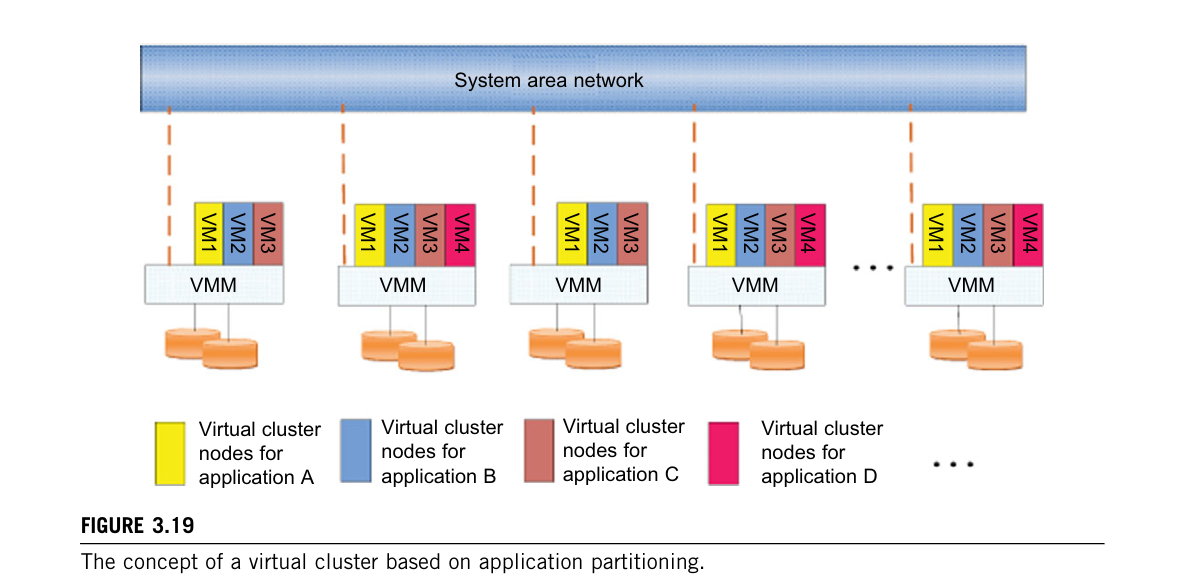 System area network
VM1 VM2 VM3
VM1 VM2 VM3 VM4
VM1 VM2 VM3
VM1 VM2 VM3 VM4
...
VM1 VM2 VM3 VM4
VMM
VMM
VMM
VMM
VMM
Virtual cluster
nodes for
application A
Virtual cluster
nodes for
application B
Virtual cluster
nodes for
application C
Virtual cluster
nodes for
application D
...
FIGURE 3.19
The concept of a virtual cluster based on application partitioning.